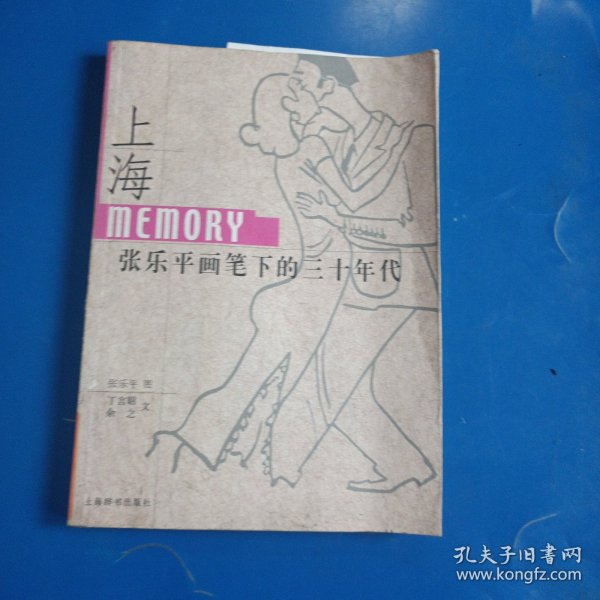 上海
MEMORY
张乐平画笔下的三十年代
张乐平 图
丁言昭
余之 文
上海辞书出版社
孔夫子旧书网
www.kongfz.com